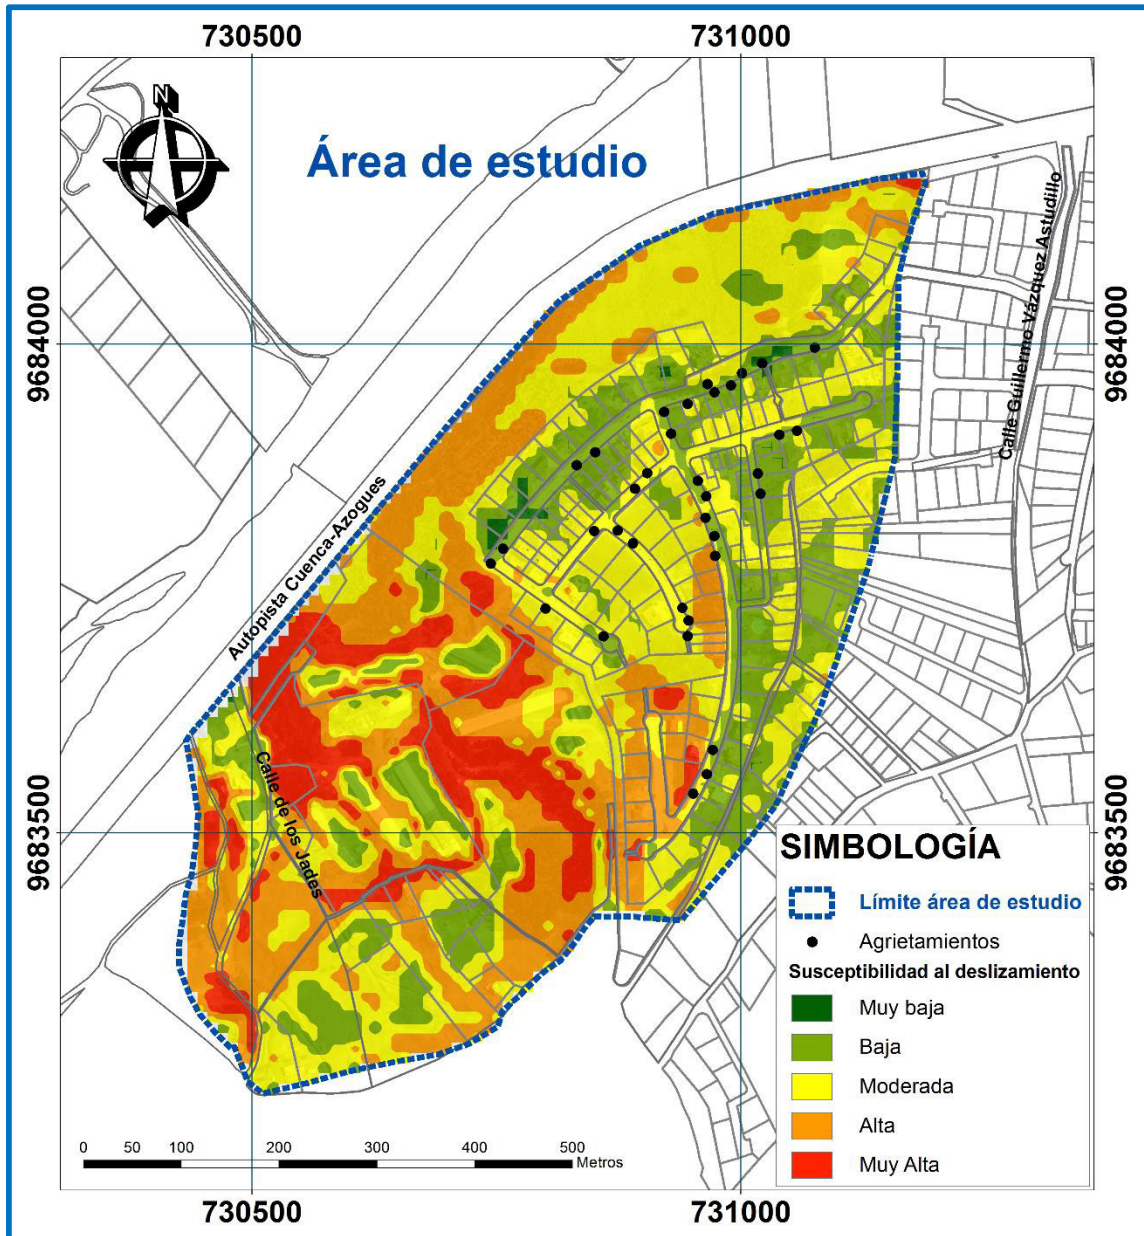 730500
731000
N
Área de estudio
Calle Guillermo Vázquez Astudillo
9684000
9684000
Autopista Cuenca-Azogues
Calle de los Jades
9683500
9683500
SIMBOLOGÍA
Límite área de estudio
Agrietamientos
Susceptibilidad al deslizamiento
Muy baja
Baja
Moderada
Alta
Muy Alta
0 50 100 200 300 400 500
Metros
730500
731000